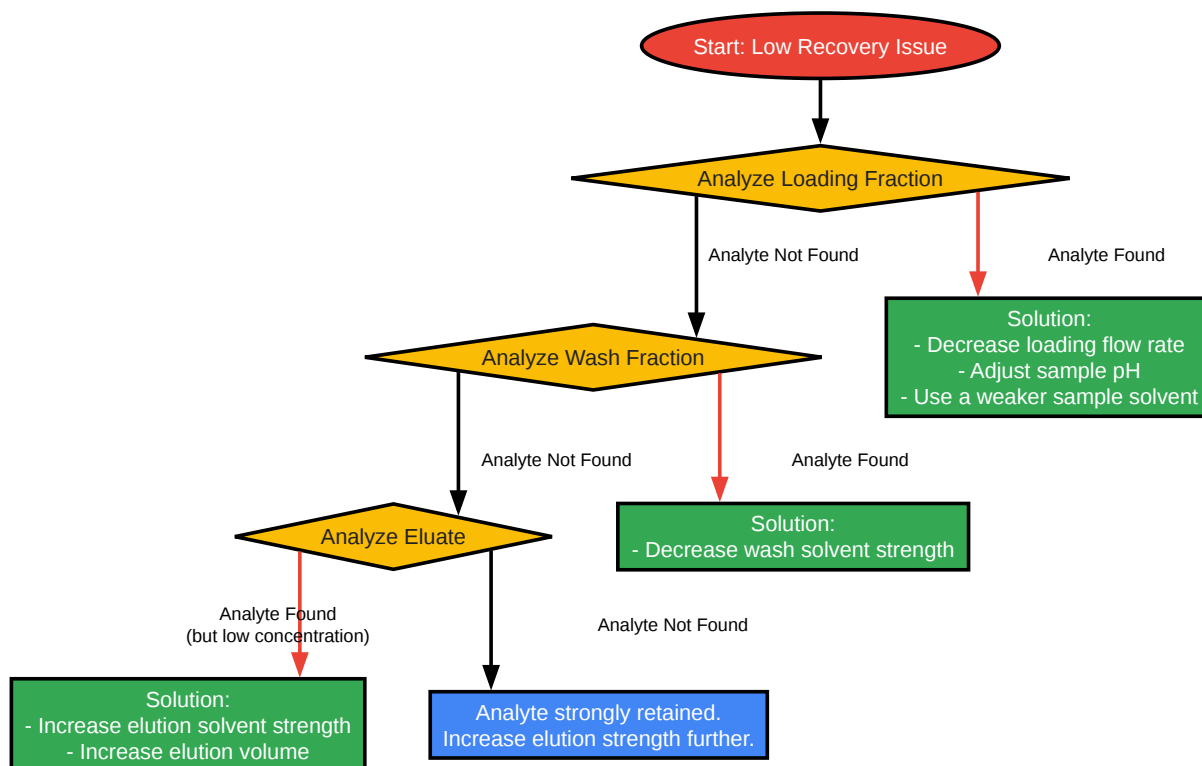 Start: Low Recovery Issue
Analyze Loading Fraction
Analyte Not Found
Analyte Found
Solution:
- Decrease loading flow rate
- Adjust sample pH
- Use a weaker sample solvent
Analyze Wash Fraction
Analyte Not Found
Analyte Found
Solution:
- Decrease wash solvent strength
Analyze Eluate
Analyte Found
(but low concentration)
Analyte Not Found
Solution:
- Increase elution solvent strength
- Increase elution volume
Analyte strongly retained.
Increase elution strength further.